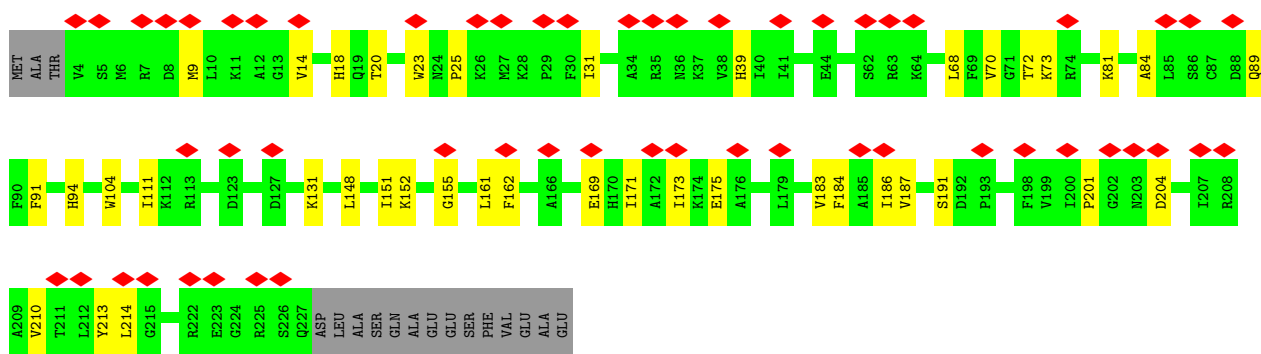 MET ALA THR V4 S5 M6 R7 D8 M9 L10 K11 A12 G13 V14 H18 Q19 T20 W23 N24 P25 K26 M27 K28 P29 F30 I31 A34 R35 N36 K37 V38 H39 I40 I41 E44 S62 R63 K64 L68 F69 V70 G71 T72 K73 R74 K81 A84 L85 S86 C87 D88 Q89
F90 F91 H94 W104 I111 K112 R113 D123 D127 K131 L148 I151 K152 G155 L161 F162 A166 E169 H170 I171 A172 I173 K174 E175 A176 L179 V183 F184 A185 I186 V187 S191 D192 P193 F198 V199 I200 P201 G202 N203 D204 I207 R208
A209 V210 T211 L212 Y213 L214 G215 R222 E223 G224 R225 S226 Q227 ASP LEU ALA SER GLN ALA GLU GLU SER PHE VAL GLU ALA GLU